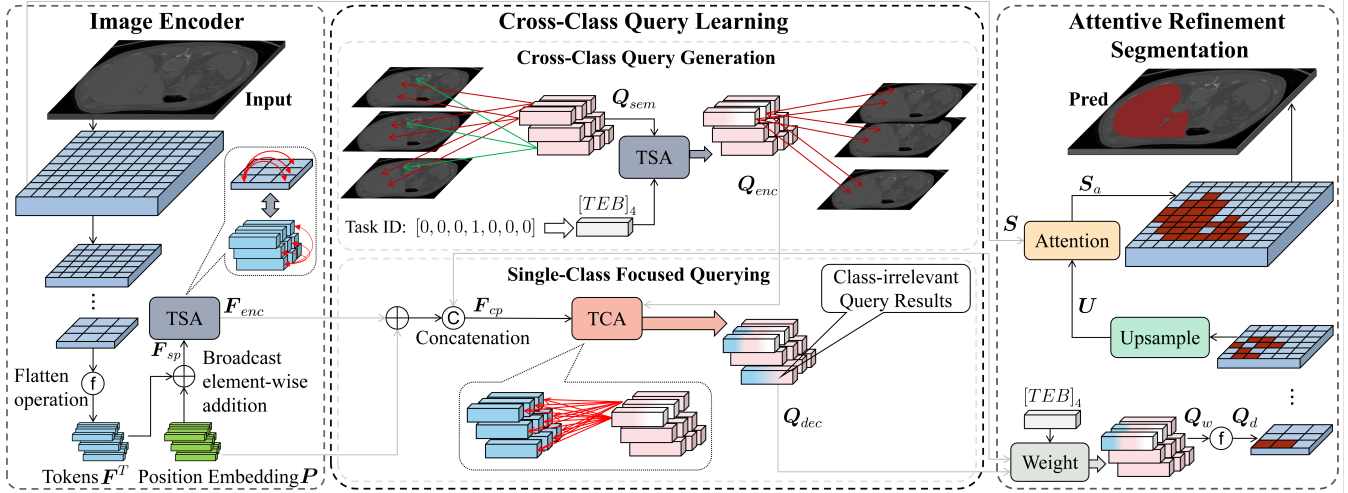 Image Encoder
Input
TSA
F_enc
F_sp
Flatten
operation
f
Broadcast
element-wise
addition
Tokens F^T
Position Embedding P
Cross-Class Query Learning
Cross-Class Query Generation
Q_sem
TSA
Q_enc
[TEB]_4
Task ID: [0,0,0,1,0,0,0]
Single-Class Focused Querying
Class-irrelevant
Query Results
F_cp
C
Concatenation
TCA
Q_dec
Attentive Refinement
Segmentation
Pred
S_a
S
Attention
U
Upsample
[TEB]_4
Weight
Q_w
f
Q_d